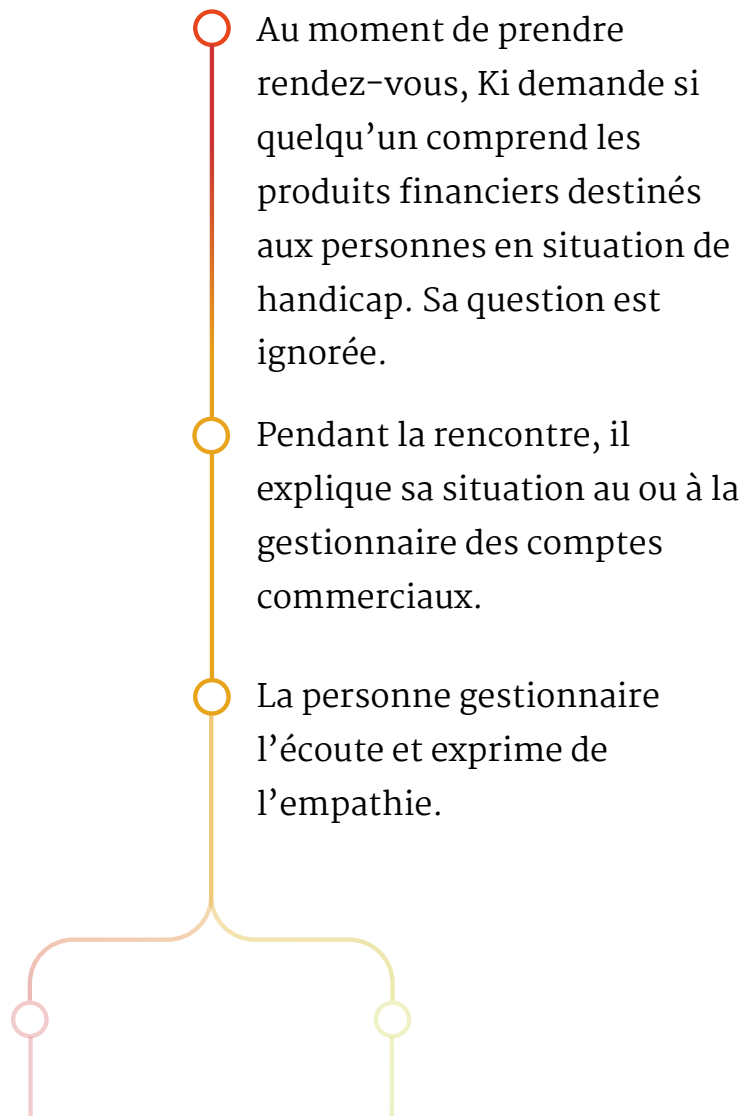 Au moment de prendre
rendez-vous, Ki demande si
quelqu’un comprend les
produits financiers destinés
aux personnes en situation de
handicap. Sa question est
ignorée.
Pendant la rencontre, il
explique sa situation au ou à la
gestionnaire des comptes
commerciaux.
La personne gestionnaire
l’écoute et exprime de
l’empathie.